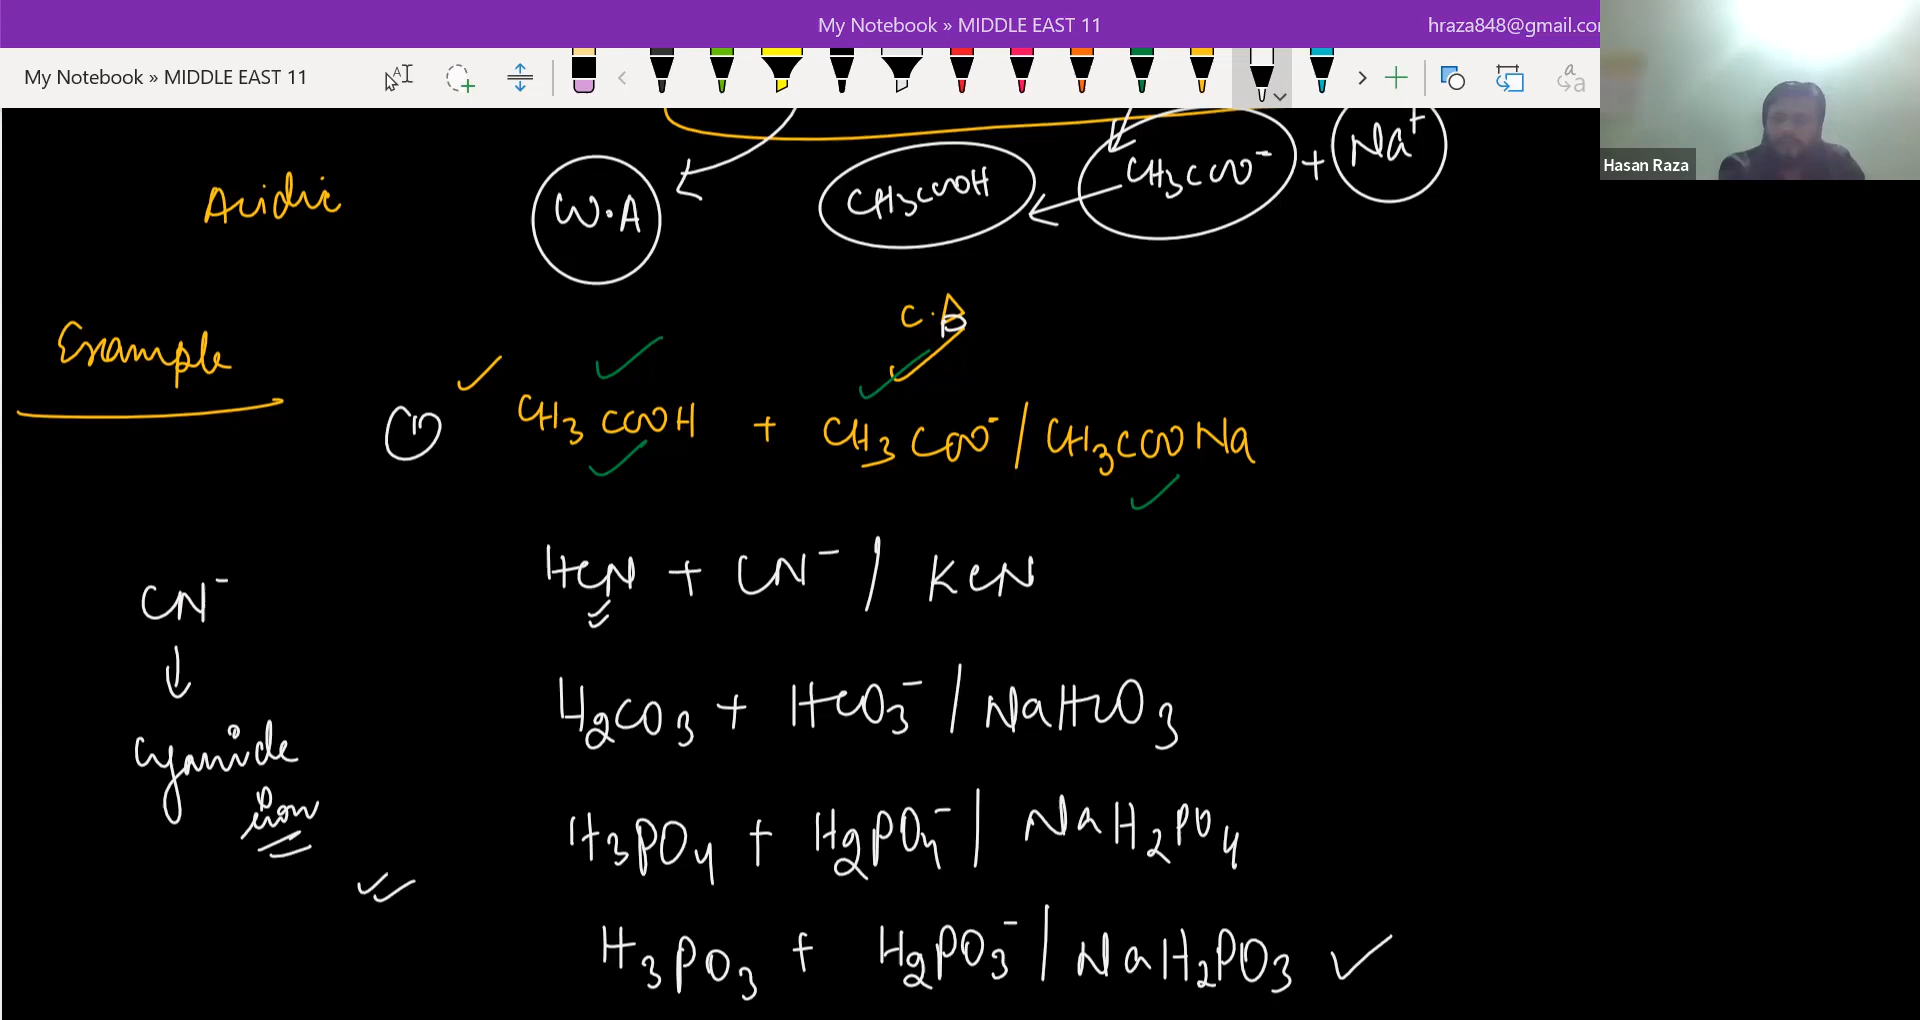 My Notebook » MIDDLE EAST 11
hraza848@gmail.co
My Notebook » MIDDLE EAST 11
Hasan Raza
Acidic
W.A
CH3COOH
CH3COO⁻ + Na⁺
C.B
Example
① CH3COOH + CH3COO⁻ / CH3COONa
HCN + CN⁻ / KCN
CN⁻
↓
Cyanide
ion
H2CO3 + HCO3⁻ / NaHCO3
H3PO4 + H2PO4⁻ / NaH2PO4
H3PO3 + H2PO3⁻ / NaH2PO3